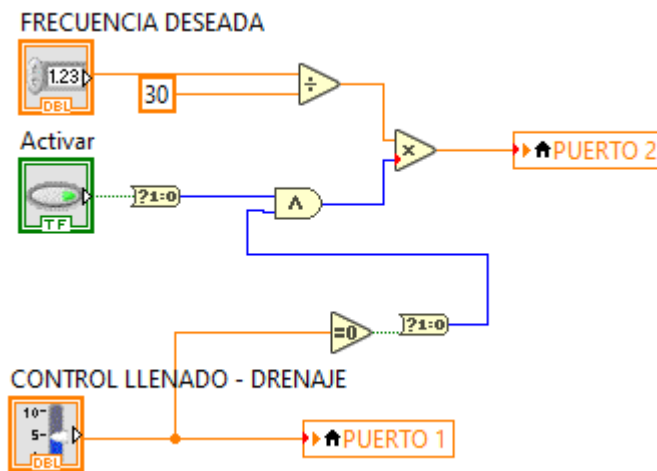 FRECUENCIA DESEADA
1.23
DBL
30
÷
Activar
TF
?1:0
Λ
×
PUERTO 2
=0
?1:0
CONTROL LLENADO - DRENAJE
10-
5-
DBL
PUERTO 1